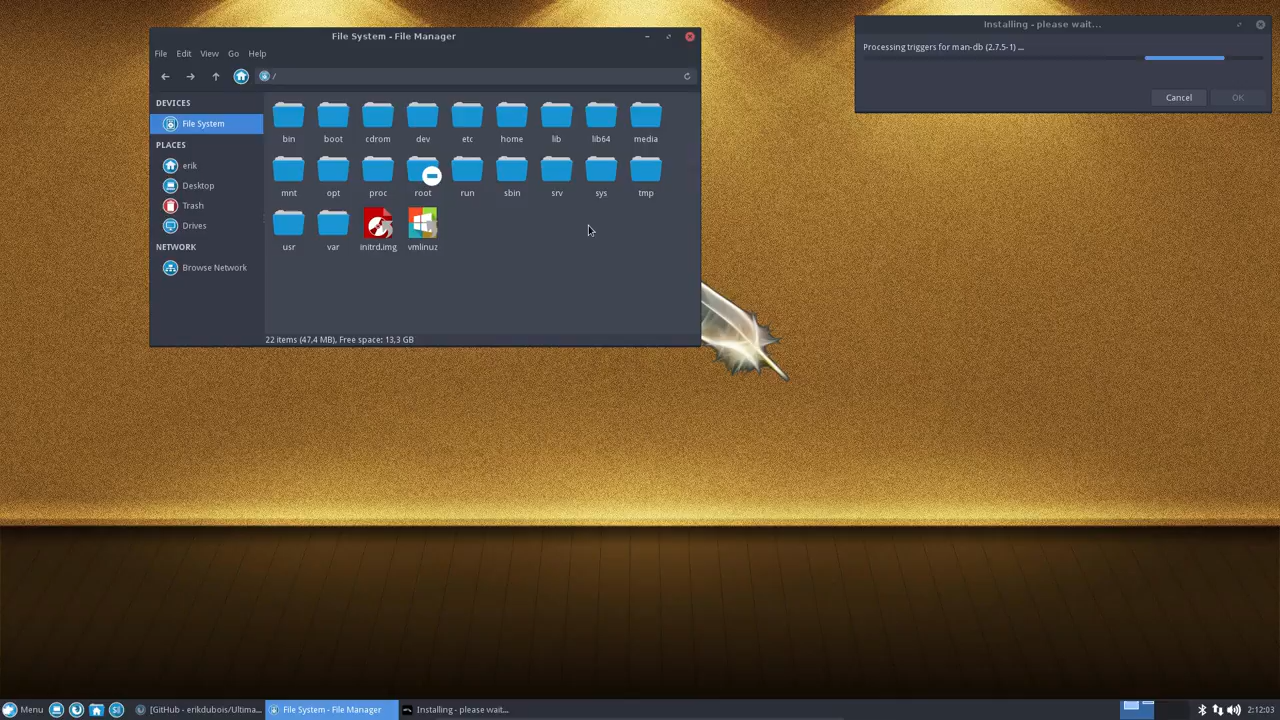 File System - File Manager
File Edit View Go Help
/
DEVICES
File System
PLACES
erik
Desktop
Trash
Drives
NETWORK
Browse Network
bin boot cdrom dev etc home lib lib64 media
mnt opt proc root run sbin srv sys tmp
usr var initrd.img vmlinuz
22 items (47,4 MB), Free space: 13,3 GB
Installing - please wait...
Processing triggers for man-db (2.7.5-1) ...
Cancel OK
Menu [GitHub - erikdubois/Ultima... File System - File Manager Installing - please wait... 2:12:03